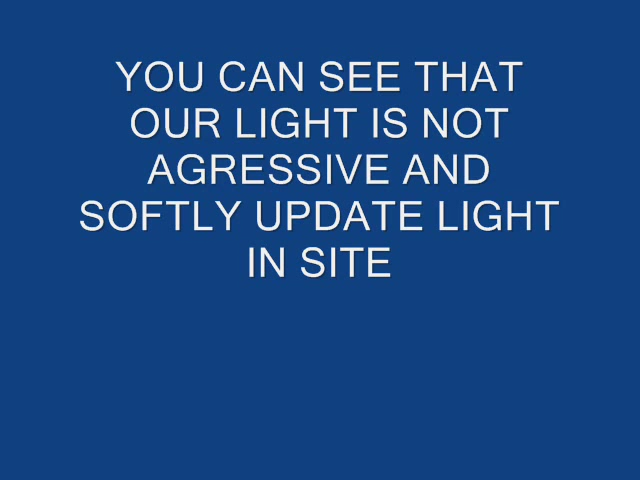 YOU CAN SEE THAT
OUR LIGHT IS NOT
AGRESSIVE AND
SOFTLY UPDATE LIGHT
IN SITE